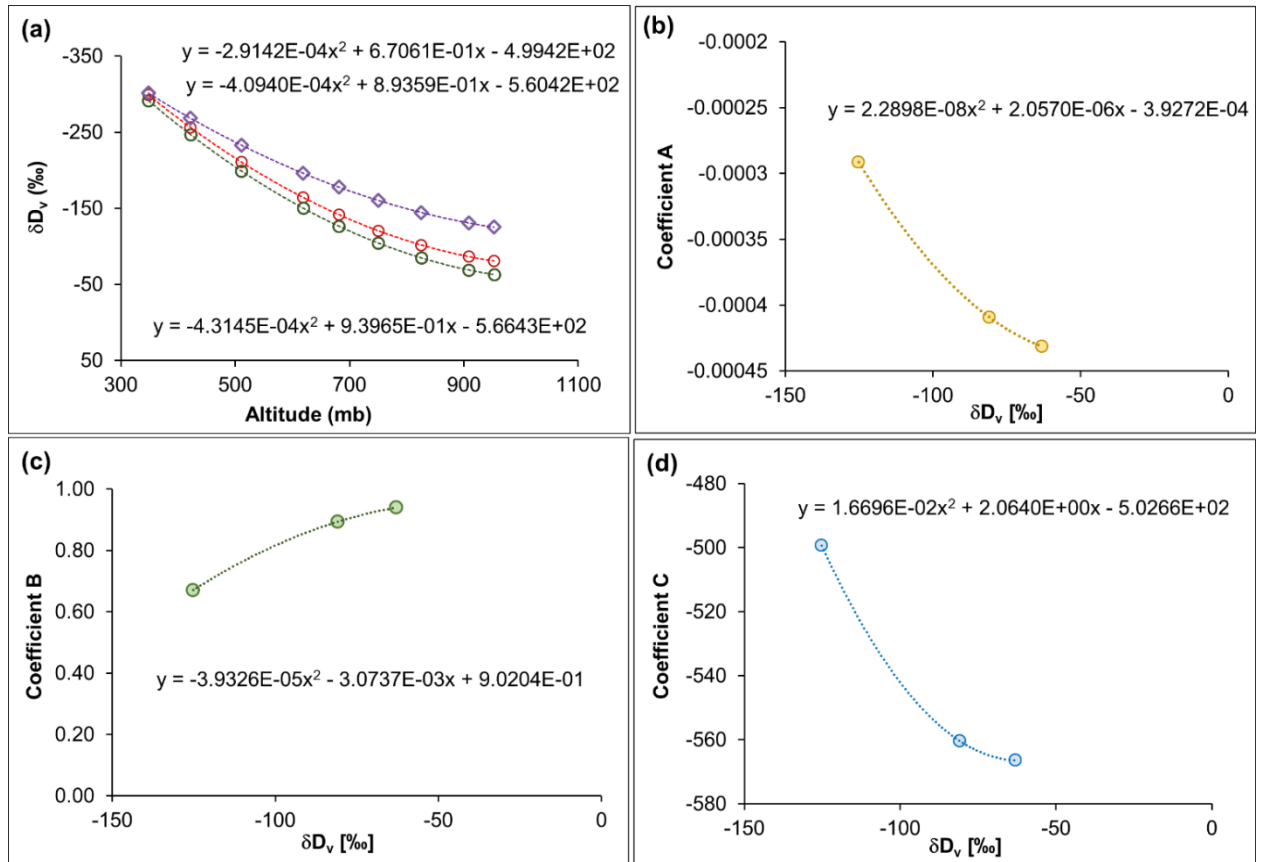 (a)
y = -2.9142E-04x² + 6.7061E-01x - 4.9942E+02
y = -4.0940E-04x² + 8.9359E-01x - 5.6042E+02
y = -4.3145E-04x² + 9.3965E-01x - 5.6643E+02
-350
-250
-150
-50
50
δDᵥ (‰)
300 500 700 900 1100
Altitude (mb)
(b)
y = 2.2898E-08x² + 2.0570E-06x - 3.9272E-04
-0.0002
-0.00025
-0.0003
-0.00035
-0.0004
-0.00045
Coefficient A
-150 -100 -50 0
δDᵥ [‰]
(c)
1.00
0.80
0.60
0.40
0.20
0.00
Coefficient B
y = -3.9326E-05x² - 3.0737E-03x + 9.0204E-01
-150 -100 -50 0
δDᵥ [‰]
(d)
y = 1.6696E-02x² + 2.0640E+00x - 5.0266E+02
-480
-500
-520
-540
-560
-580
Coefficient C
-150 -100 -50 0
δDᵥ [‰]